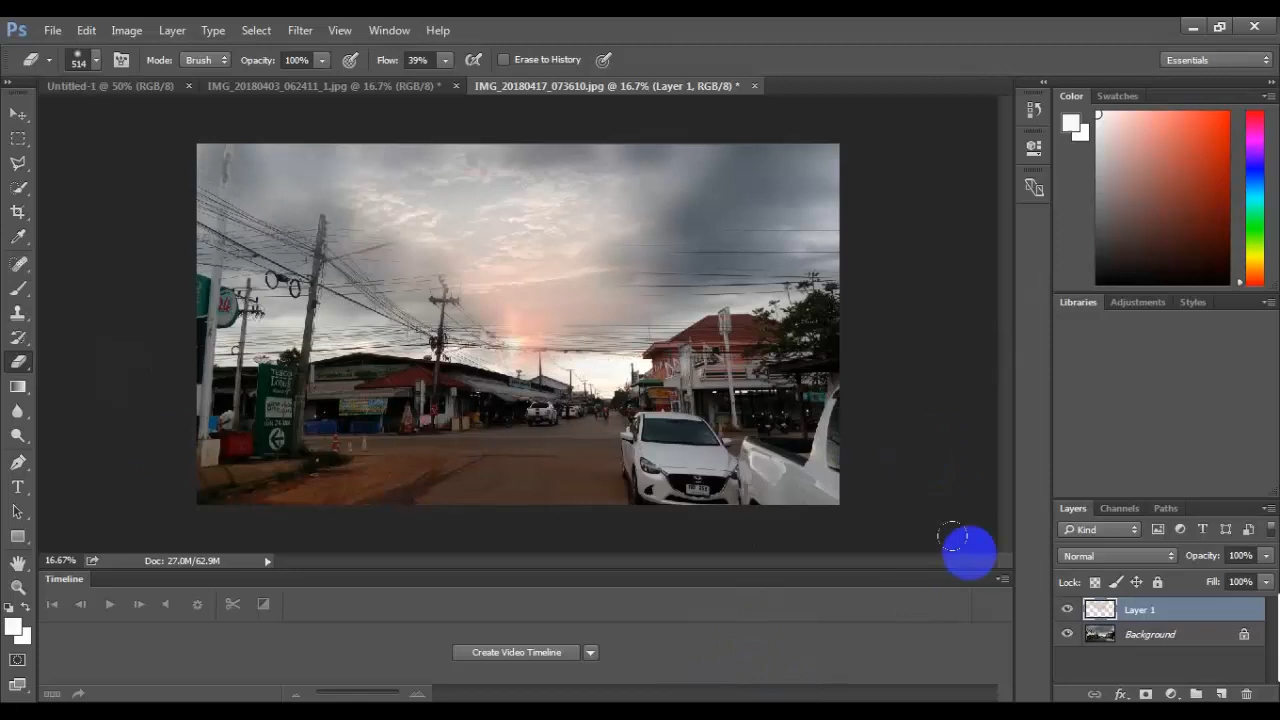 Ps File Edit Image Layer Type Select Filter View Window Help
514 Mode: Brush Opacity: 100% Flow: 39% Erase to History Essentials
Untitled-1 @ 50% (RGB/8) IMG_20180403_062411_1.jpg @ 16.7% (RGB/8) * IMG_20180417_073610.jpg @ 16.7% (Layer 1, RGB/8) *
Color Swatches
Libraries Adjustments Styles
TESCO
Lotus
Layers Channels Paths
Kind
Normal Opacity: 100%
Lock: Fill: 100%
Layer 1
Background
16.67% Doc: 27.0M/62.9M
Timeline
Create Video Timeline